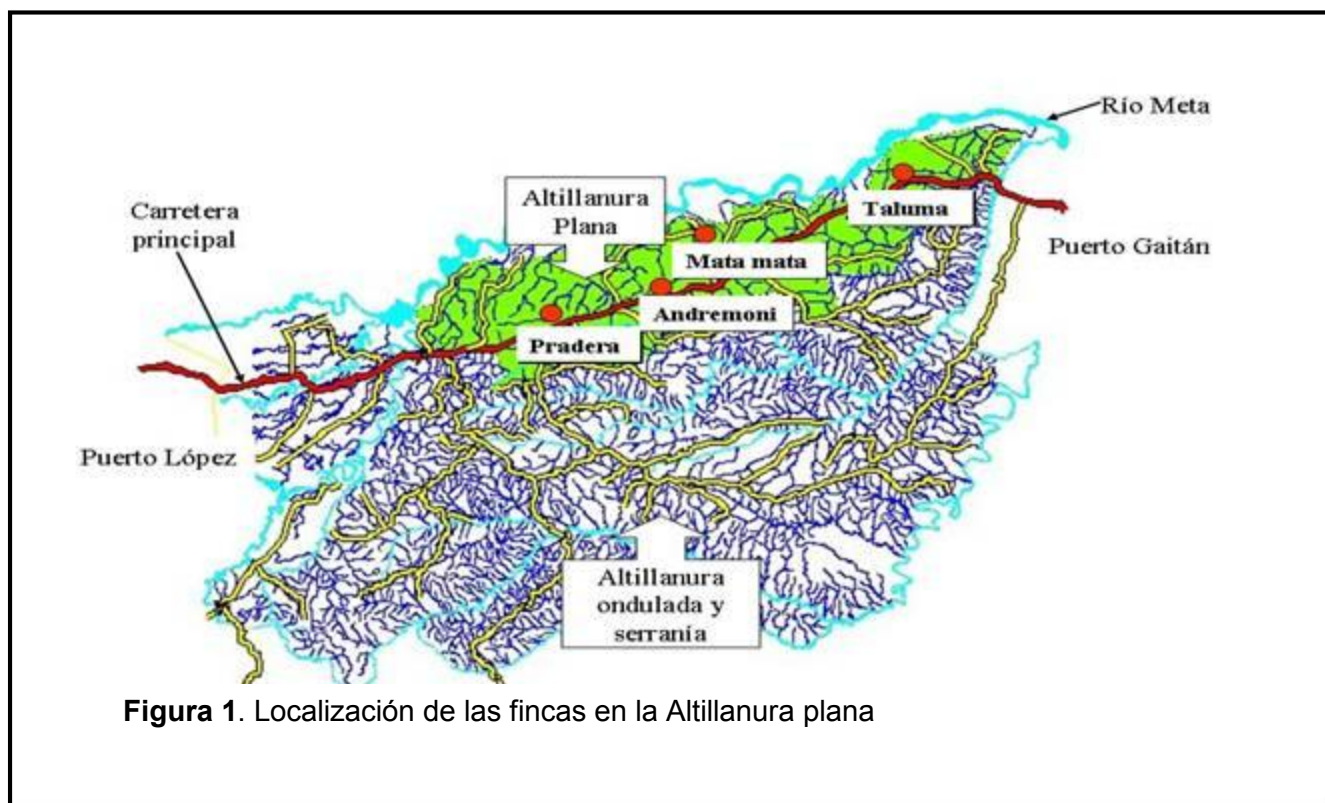 Río Meta
Altillanura
Plana
Carretera
principal
Taluma
Puerto Gaitán
Mata mata
Andremoni
Pradera
Puerto López
Altillanura
ondulada y
serranía
Figura 1. Localización de las fincas en la Altillanura plana